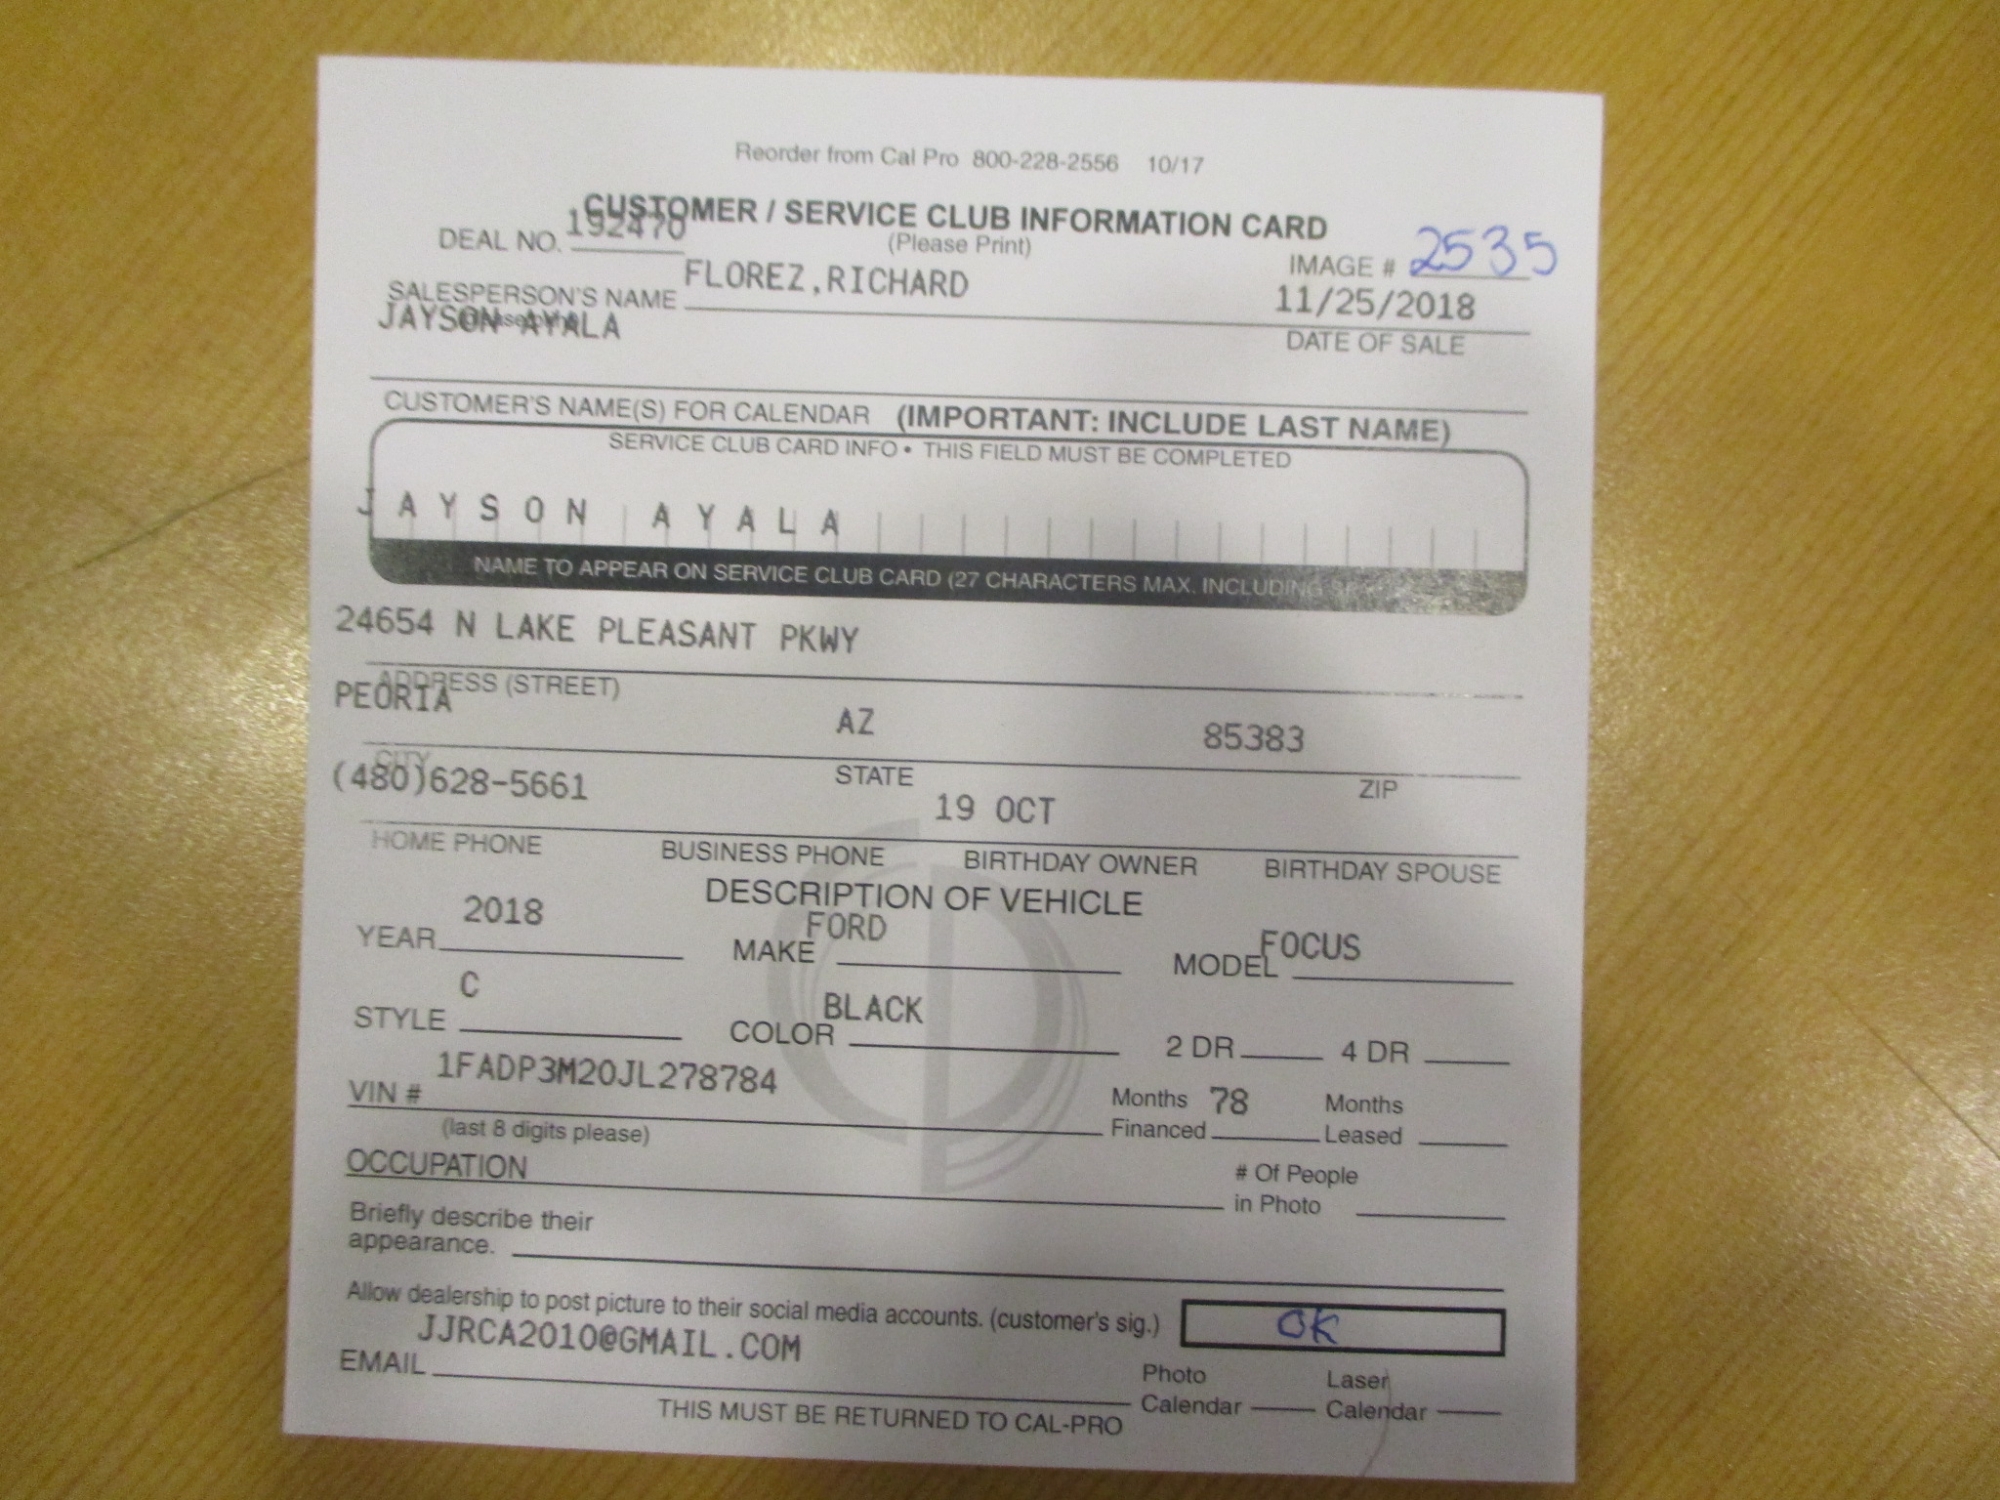 Reorder from Cal Pro 800-228-2556 10/17
CUSTOMER / SERVICE CLUB INFORMATION CARD
(Please Print)
DEAL NO. 192470
IMAGE # 2535
SALESPERSON'S NAME FLOREZ,RICHARD
11/25/2018
DATE OF SALE
JAYSON AYALA
CUSTOMER'S NAME(S) FOR CALENDAR (IMPORTANT: INCLUDE LAST NAME)
SERVICE CLUB CARD INFO • THIS FIELD MUST BE COMPLETED
JAYSON AYALA
NAME TO APPEAR ON SERVICE CLUB CARD (27 CHARACTERS MAX. INCLUDING
24654 N LAKE PLEASANT PKWY
ADDRESS (STREET)
PEORIA AZ 85383
CITY STATE ZIP
(480)628-5661 19 OCT
HOME PHONE BUSINESS PHONE BIRTHDAY OWNER BIRTHDAY SPOUSE
DESCRIPTION OF VEHICLE
YEAR 2018 MAKE FORD MODEL FOCUS
STYLE C COLOR BLACK 2 DR 4 DR
VIN # 1FADP3M20JL278784 Months Financed 78 Months Leased
(last 8 digits please)
OCCUPATION # Of People in Photo
Briefly describe their
appearance.
Allow dealership to post picture to their social media accounts. (customer's sig.) OK
EMAIL JJRCA2010@GMAIL.COM Photo Calendar Laser Calendar
THIS MUST BE RETURNED TO CAL-PRO